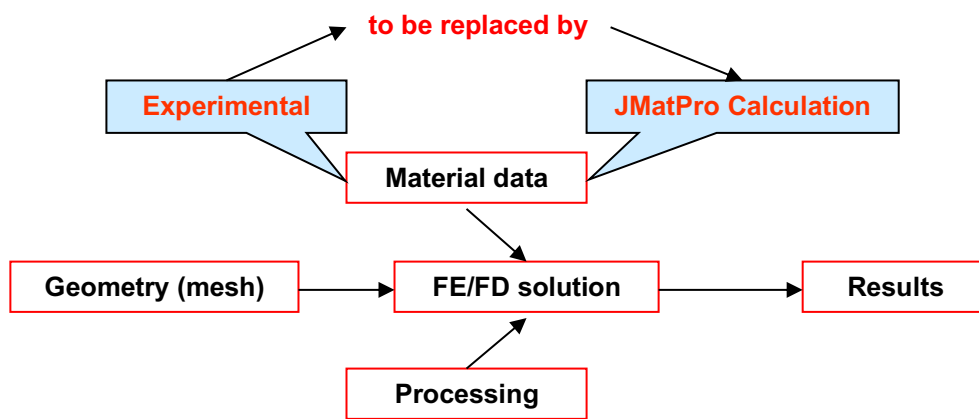 to be replaced by
Experimental
JMatPro Calculation
Material data
Geometry (mesh)
FE/FD solution
Results
Processing